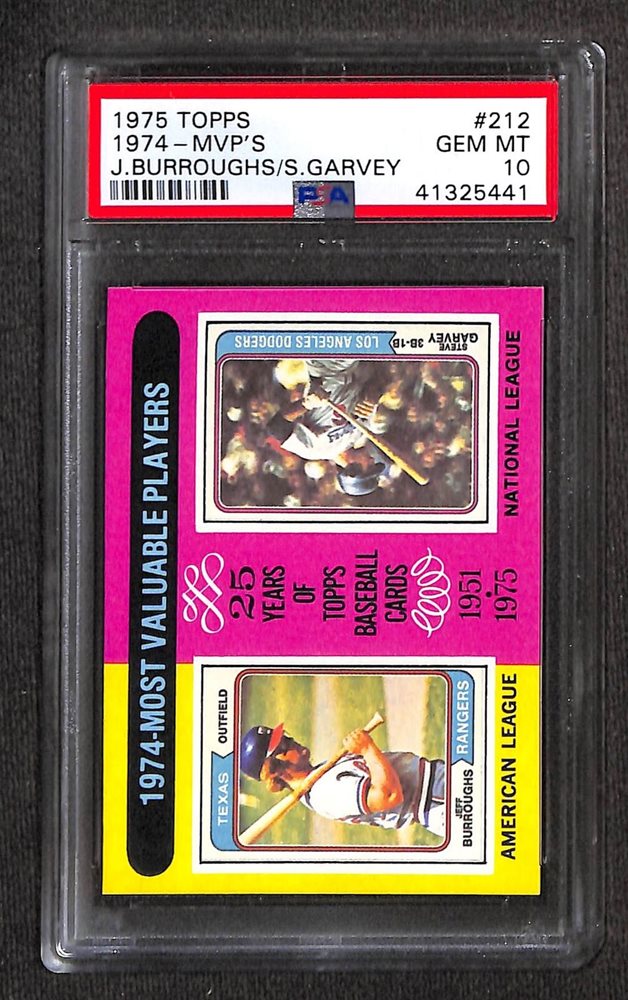 1975 TOPPS #212
1974 - MVP'S GEM MT
J.BURROUGHS/S.GARVEY 10
41325441
PSA
1974-MOST VALUABLE PLAYERS
TEXAS
OUTFIELD
JEFF
BURROUGHS
RANGERS
AMERICAN LEAGUE
25
YEARS
OF
TOPPS
BASEBALL
CARDS
1951
•
1975
STEVE
GARVEY
3B-1B
LOS ANGELES DODGERS
NATIONAL LEAGUE